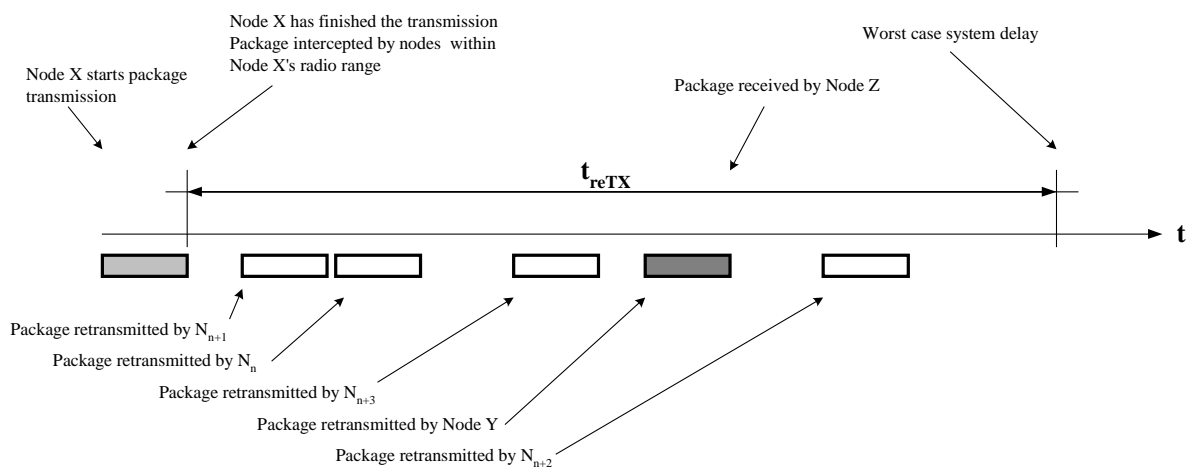 Node X has finished the transmission
Package intercepted by nodes within
Node X's radio range
Worst case system delay
Node X starts package
transmission
Package received by Node Z
t_reTX
t
Package retransmitted by N_n+1
Package retransmitted by N_n
Package retransmitted by N_n+3
Package retransmitted by Node Y
Package retransmitted by N_n+2